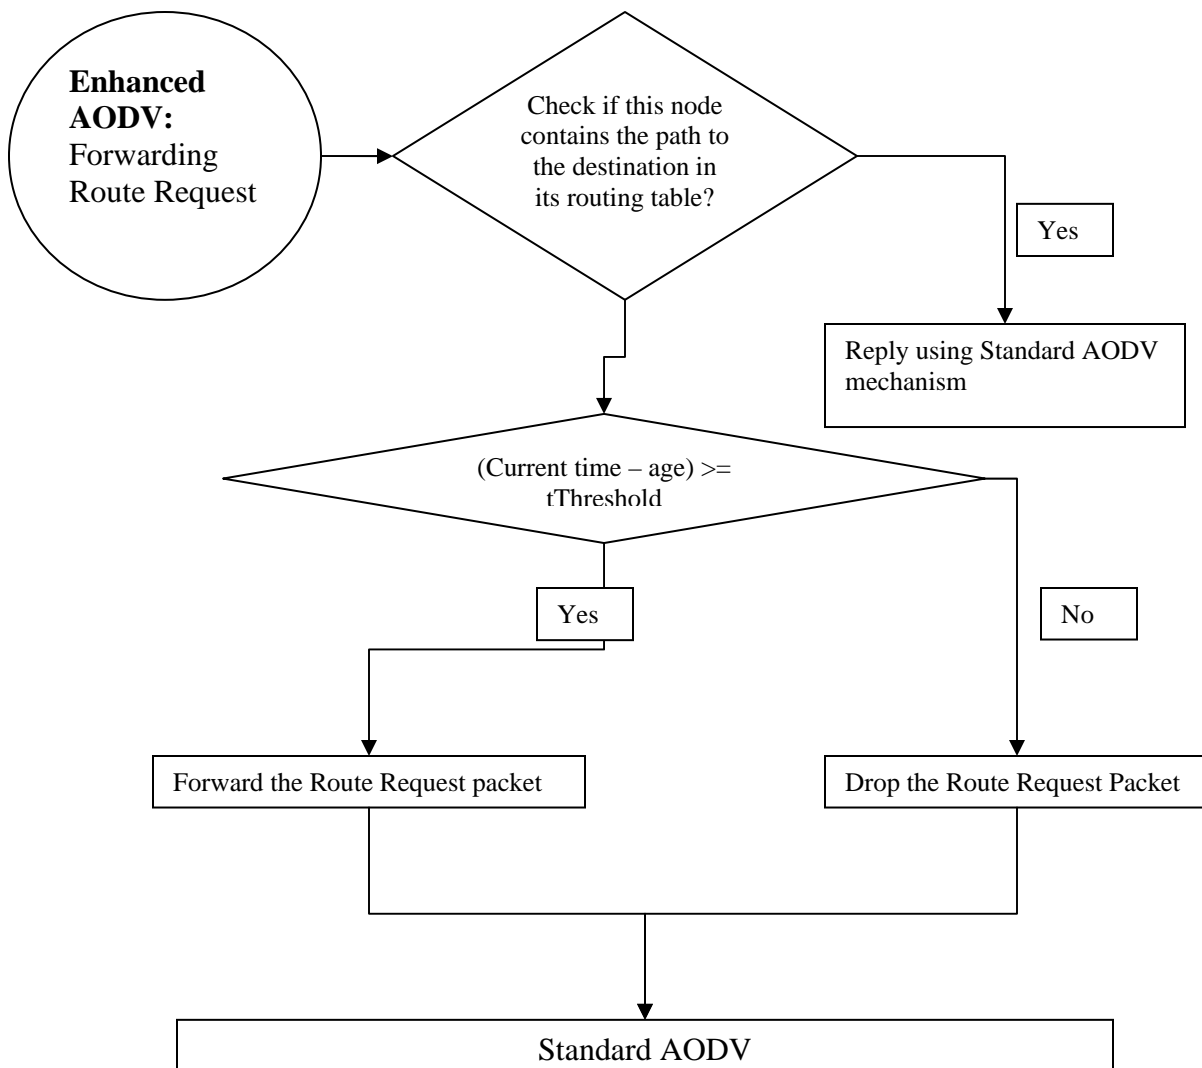 Enhanced
AODV:
Forwarding
Route Request
Check if this node
contains the path to
the destination in
its routing table?
Yes
Reply using Standard AODV
mechanism
(Current time – age) >=
tThreshold
Yes
No
Forward the Route Request packet
Drop the Route Request Packet
Standard AODV